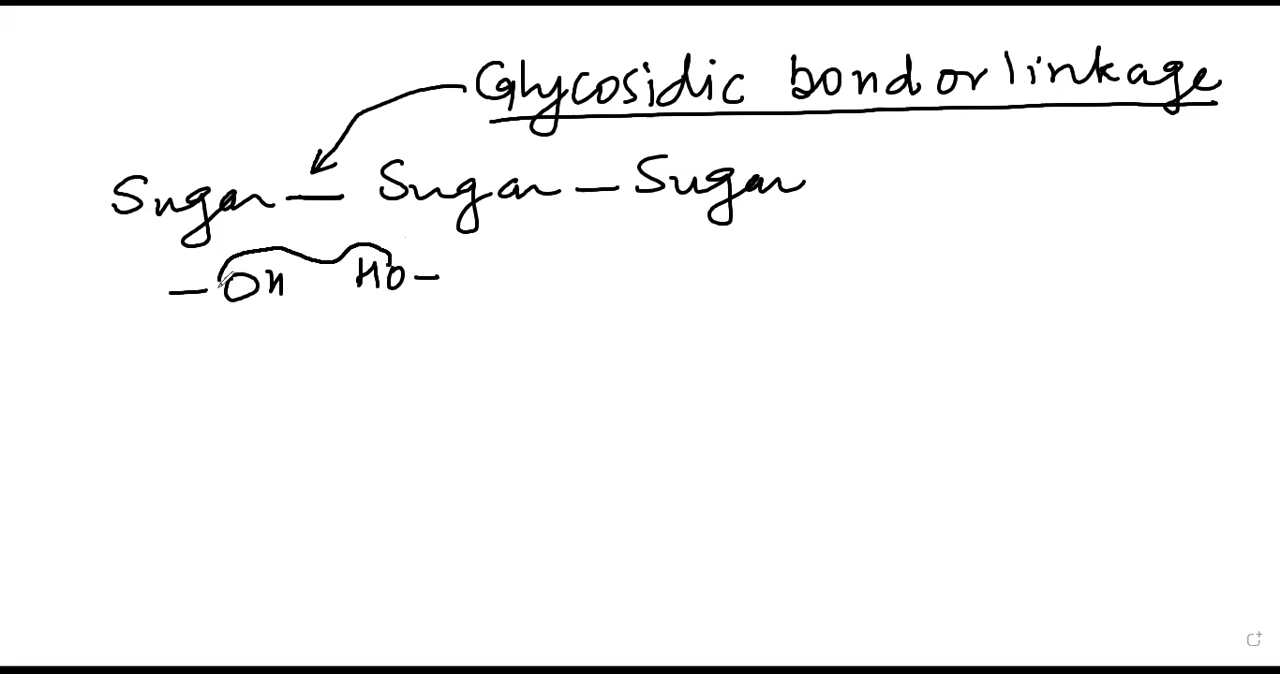 Glycosidic bond or linkage
Sugar — Sugar — Sugar
— OH HO —